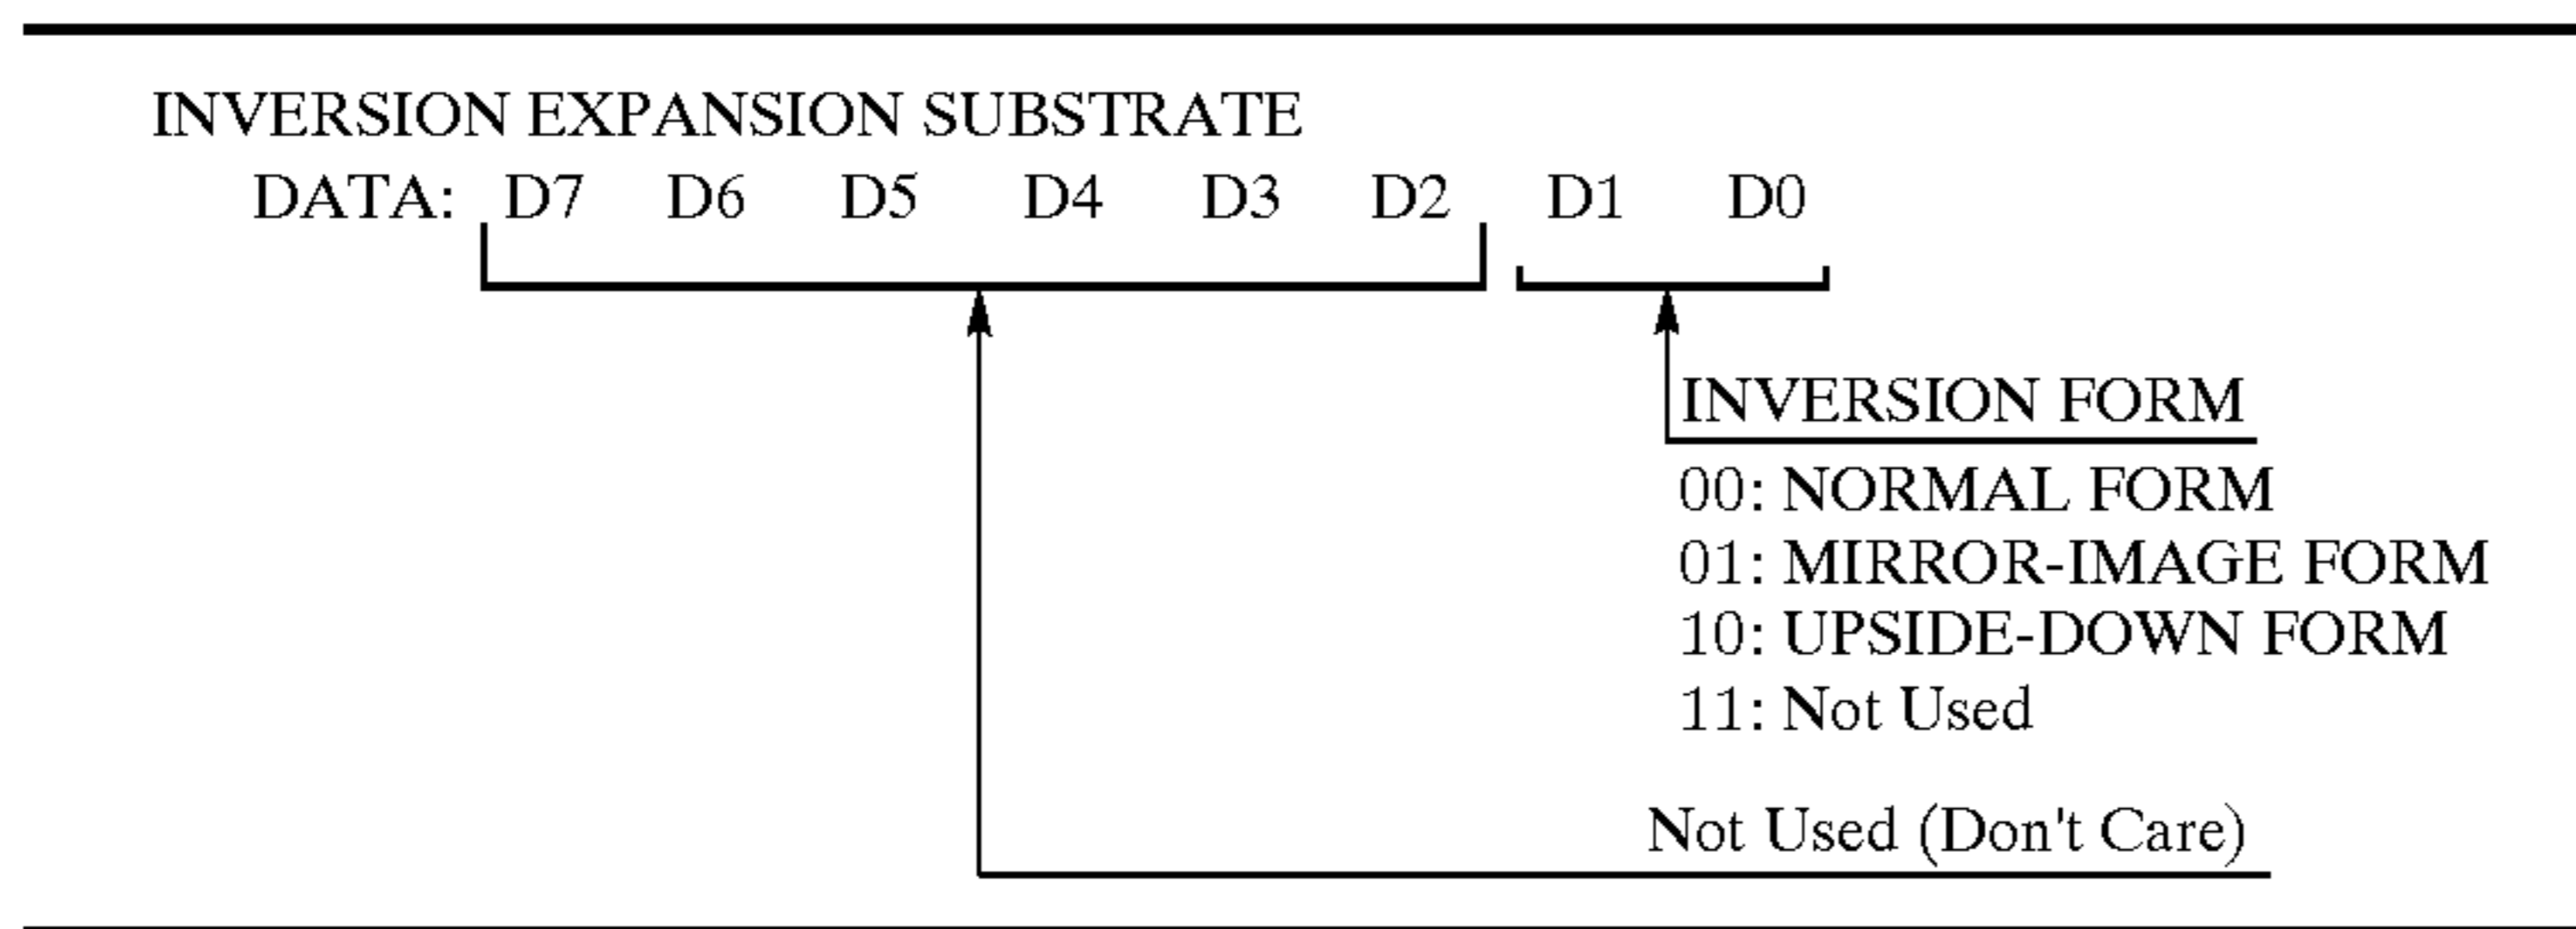 INVERSION EXPANSION SUBSTRATE
DATA: D7 D6 D5 D4 D3 D2 D1 D0
INVERSION FORM
00: NORMAL FORM
01: MIRROR-IMAGE FORM
10: UPSIDE-DOWN FORM
11: Not Used
Not Used (Don't Care)